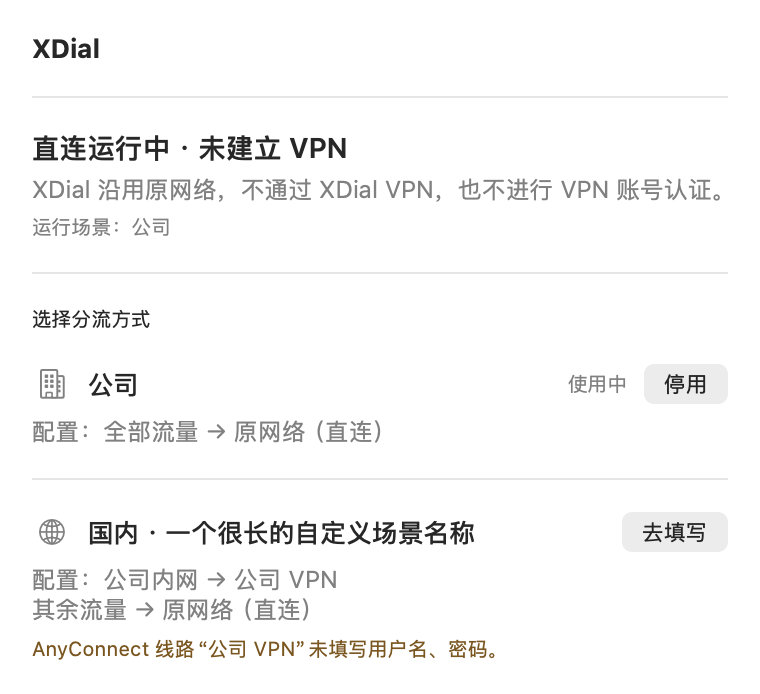 XDial
直连运行中 · 未建立 VPN
XDial 沿用原网络，不通过 XDial VPN，也不进行 VPN 账号认证。
运行场景：公司
选择分流方式
公司 使用中 停用
配置：全部流量 → 原网络（直连）
国内 · 一个很长的自定义场景名称 去填写
配置：公司内网 → 公司 VPN
其余流量 → 原网络（直连）
AnyConnect 线路“公司 VPN”未填写用户名、密码。